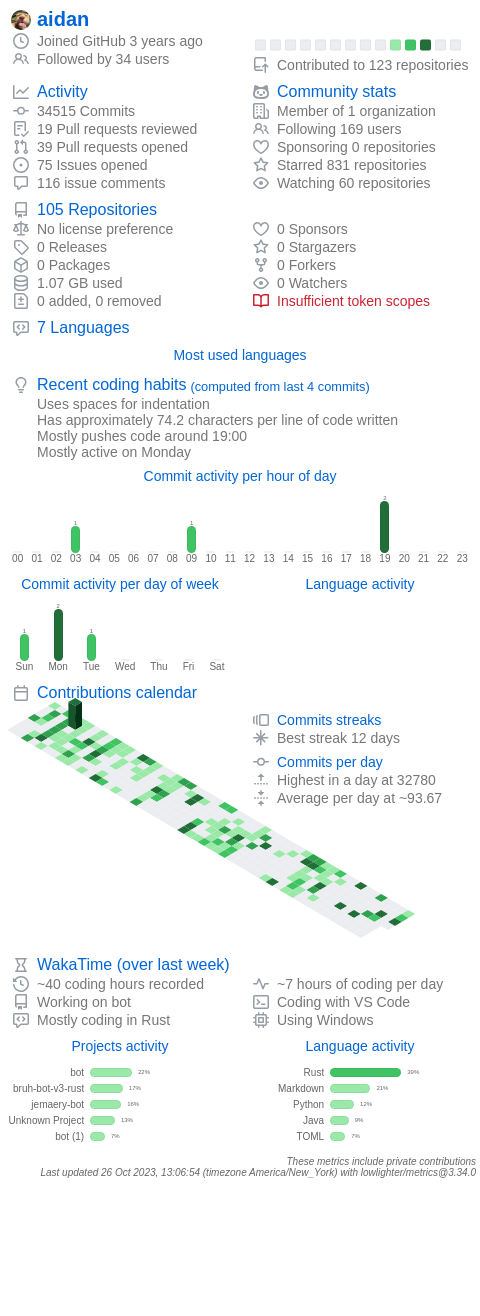 aidan
Joined GitHub 3 years ago
Followed by 34 users
Contributed to 123 repositories
Activity
34515 Commits
19 Pull requests reviewed
39 Pull requests opened
75 Issues opened
116 issue comments
Community stats
Member of 1 organization
Following 169 users
Sponsoring 0 repositories
Starred 831 repositories
Watching 60 repositories
105 Repositories
No license preference
0 Releases
0 Packages
1.07 GB used
0 added, 0 removed
0 Sponsors
0 Stargazers
0 Forkers
0 Watchers
Insufficient token scopes
7 Languages
Most used languages
Recent coding habits (computed from last 4 commits)
Uses spaces for indentation
Has approximately 74.2 characters per line of code written
Mostly pushes code around 19:00
Mostly active on Monday
Commit activity per hour of day
1 1 2
00 01 02 03 04 05 06 07 08 09 10 11 12 13 14 15 16 17 18 19 20 21 22 23
Commit activity per day of week
1 2 1
Sun Mon Tue Wed Thu Fri Sat
Language activity
Contributions calendar
Commits streaks
Best streak 12 days
Commits per day
Highest in a day at 32780
Average per day at ~93.67
WakaTime (over last week)
~40 coding hours recorded
Working on bot
Mostly coding in Rust
~7 hours of coding per day
Coding with VS Code
Using Windows
Projects activity
bot 22%
bruh-bot-v3-rust 17%
jemaery-bot 16%
Unknown Project 13%
bot (1) 7%
Language activity
Rust 39%
Markdown 21%
Python 12%
Java 9%
TOML 7%
These metrics include private contributions
Last updated 26 Oct 2023, 13:06:54 (timezone America/New_York) with lowlighter/metrics@3.34.0